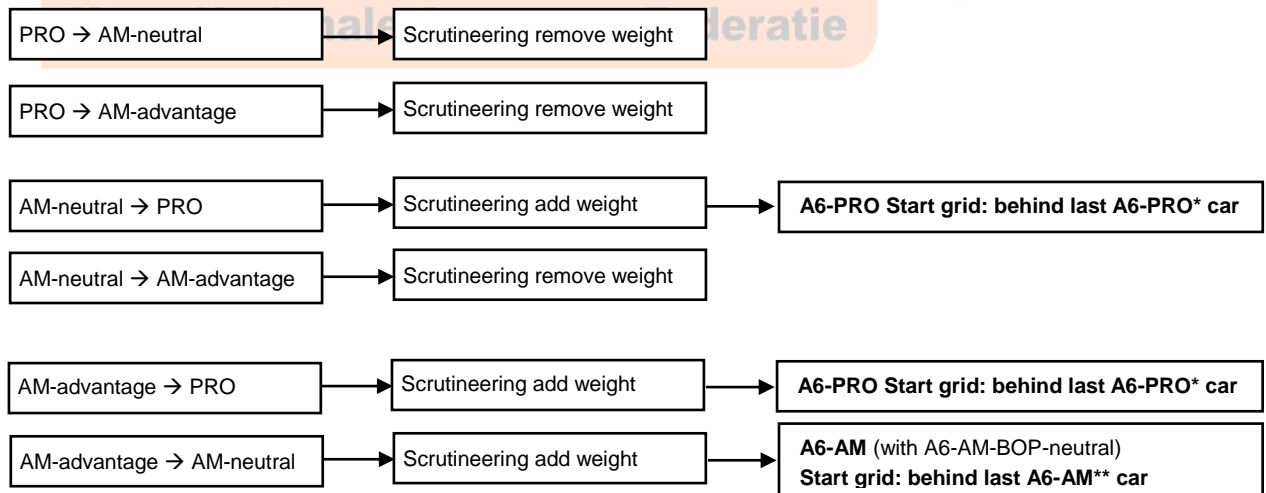 nale deratie
PRO → AM-neutral Scrutineering remove weight
PRO → AM-advantage Scrutineering remove weight
AM-neutral → PRO Scrutineering add weight A6-PRO Start grid: behind last A6-PRO* car
AM-neutral → AM-advantage Scrutineering remove weight
AM-advantage → PRO Scrutineering add weight A6-PRO Start grid: behind last A6-PRO* car
AM-advantage → AM-neutral Scrutineering add weight A6-AM (with A6-AM-BOP-neutral)
Start grid: behind last A6-AM** car